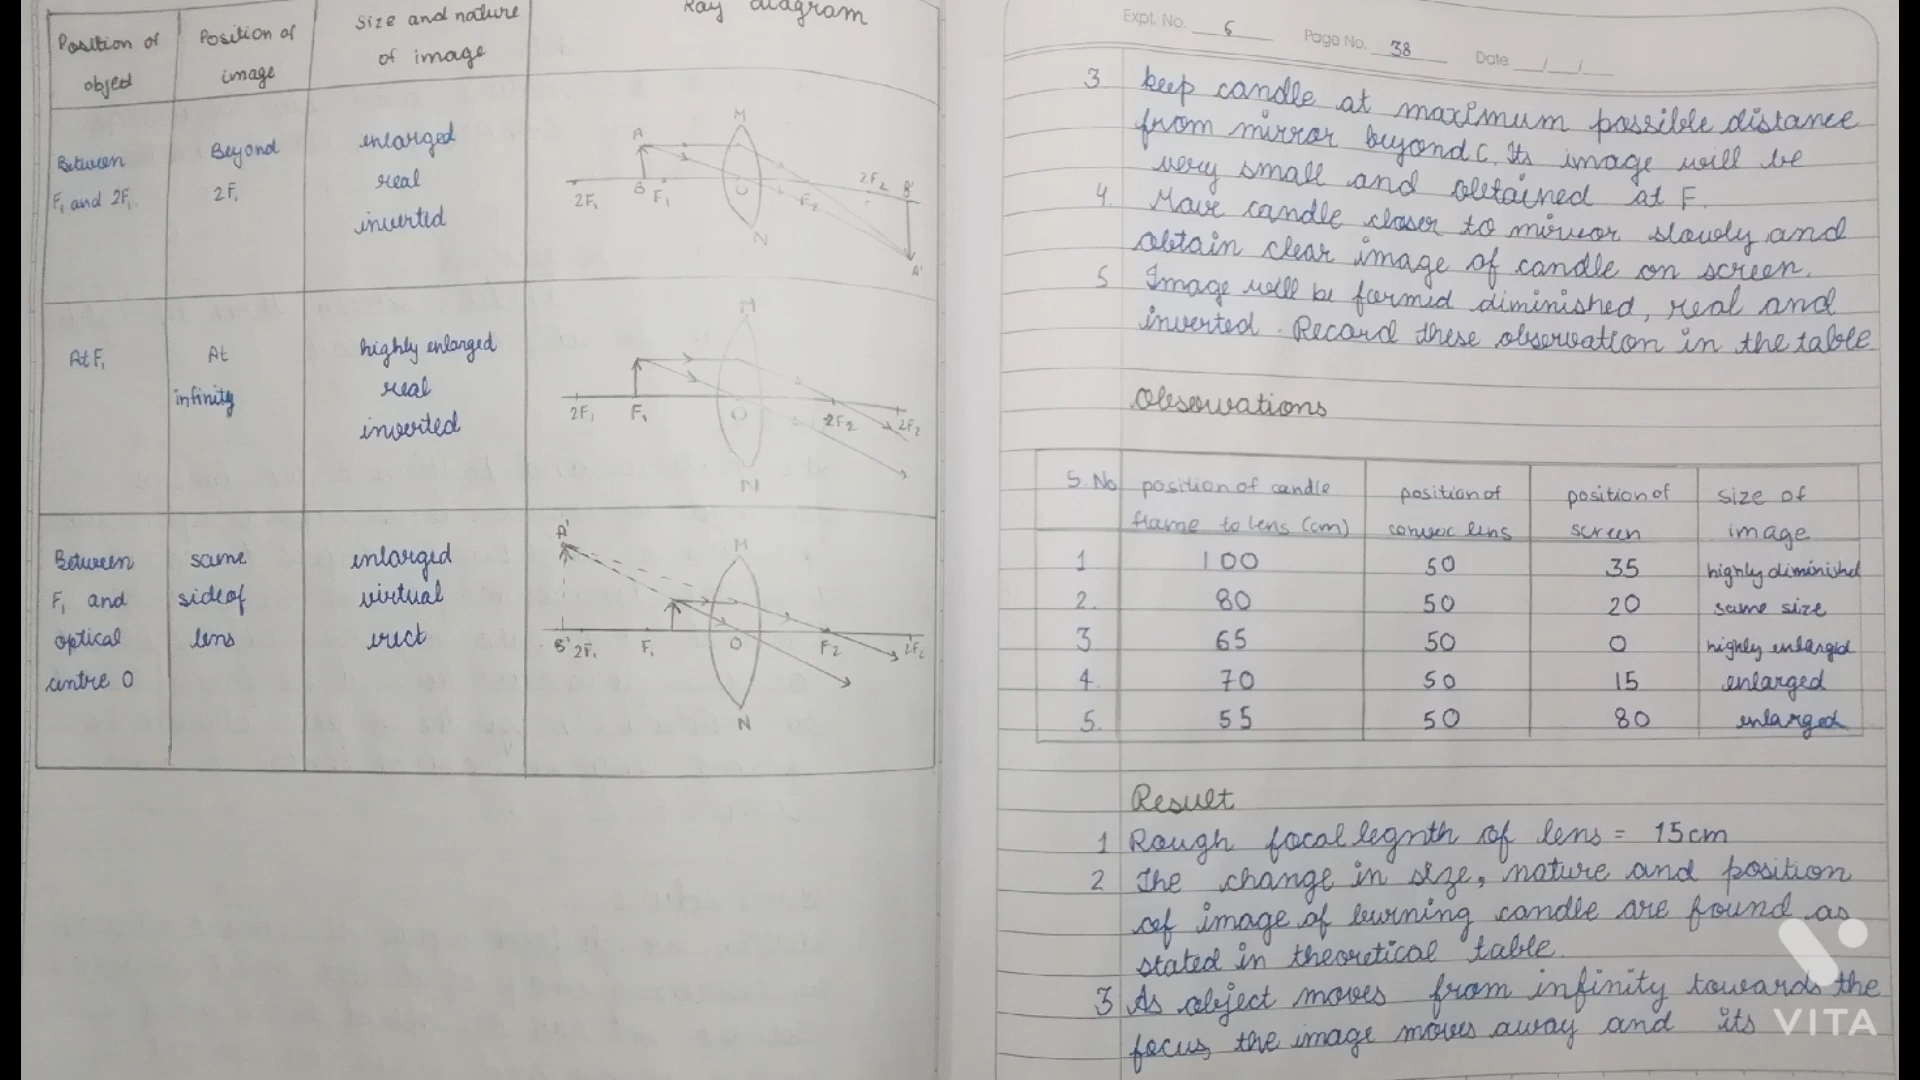 Position of object
Position of image
Size and nature of image
Ray diagram
Between F₁ and 2F₁.
Beyond 2F₁
enlarged
real
inverted
A
M
B
F₁
2F₁
O
F₂
2F₂
B'
N
A'
At F₁
At infinity
highly enlarged
real
inverted
M
2F₁
F₁
O
2F₂
2F₂
N
Between F₁ and optical centre O
same side of lens
enlarged
virtual
erect
A'
M
B'
2F₁
F₁
O
F₂
2F₂
N
Expt. No. 6
Page No. 38
Date __/__/__
3 keep candle at maximum possible distance
from mirror beyond C. Its image will be
very small and obtained at F.
4. Move candle closer to mirror slowly and
obtain clear image of candle on screen.
5 Image will be formed diminished, real and
inverted. Record these observation in the table
Observations
S.No position of candle flame to lens (cm) position of convex lens position of screen size of image
1 100 50 35 highly diminished
2. 80 50 20 same size
3 65 50 0 highly enlarged
4. 70 50 15 enlarged
5. 55 50 80 enlarged
Result
1 Rough focal legnth of lens = 15cm
2 The change in size, nature and position
of image of burning candle are found as
stated in theoretical table.
3 As object moves from infinity towards the
focus, the image moves away and its
VITA